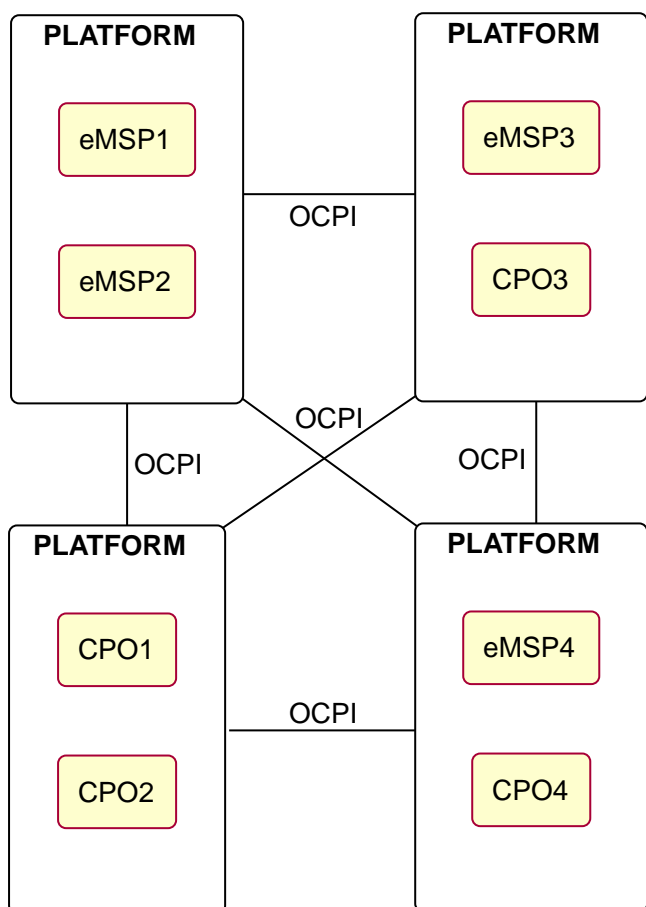 PLATFORM
PLATFORM
eMSP1
eMSP3
OCPI
eMSP2
CPO3
OCPI
OCPI
OCPI
PLATFORM
PLATFORM
CPO1
eMSP4
OCPI
CPO2
CPO4